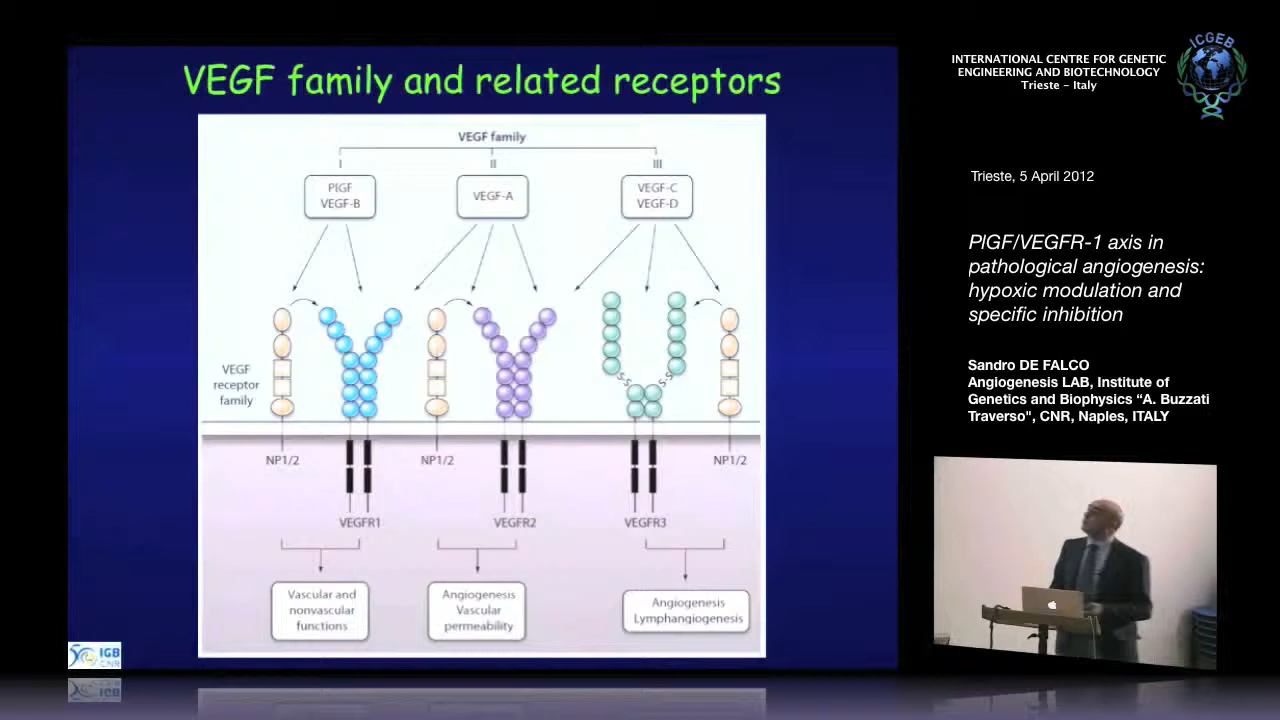 VEGF family and related receptors
VEGF family
I
II
III
PlGF
VEGF-B
VEGF-A
VEGF-C
VEGF-D
VEGF
receptor
family
S-S
S-S
NP1/2
NP1/2
NP1/2
VEGFR1
VEGFR2
VEGFR3
Vascular and
nonvascular
functions
Angiogenesis
Vascular
permeability
Angiogenesis
Lymphangiogenesis
IGB
CNR
INTERNATIONAL CENTRE FOR GENETIC
ENGINEERING AND BIOTECHNOLOGY
Trieste - Italy
ICGEB
Trieste, 5 April 2012
PlGF/VEGFR-1 axis in
pathological angiogenesis:
hypoxic modulation and
specific inhibition
Sandro DE FALCO
Angiogenesis LAB, Institute of
Genetics and Biophysics “A. Buzzati
Traverso", CNR, Naples, ITALY